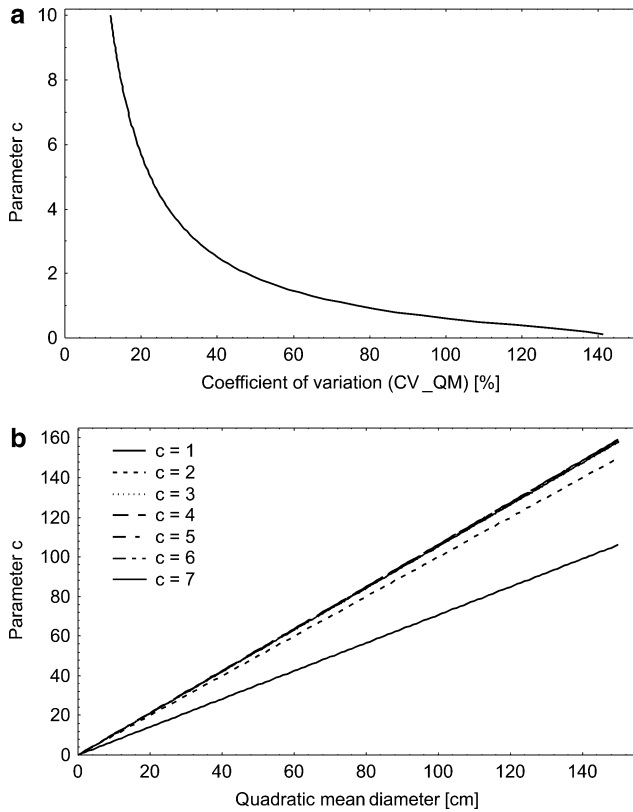 a
10
8
6
4
2
0
Parameter c
0 20 40 60 80 100 120 140
Coefficient of variation (CV_QM) [%]
b
160
140
120
100
80
60
40
20
0
Parameter c
c = 1
c = 2
c = 3
c = 4
c = 5
c = 6
c = 7
0 20 40 60 80 100 120 140
Quadratic mean diameter [cm]